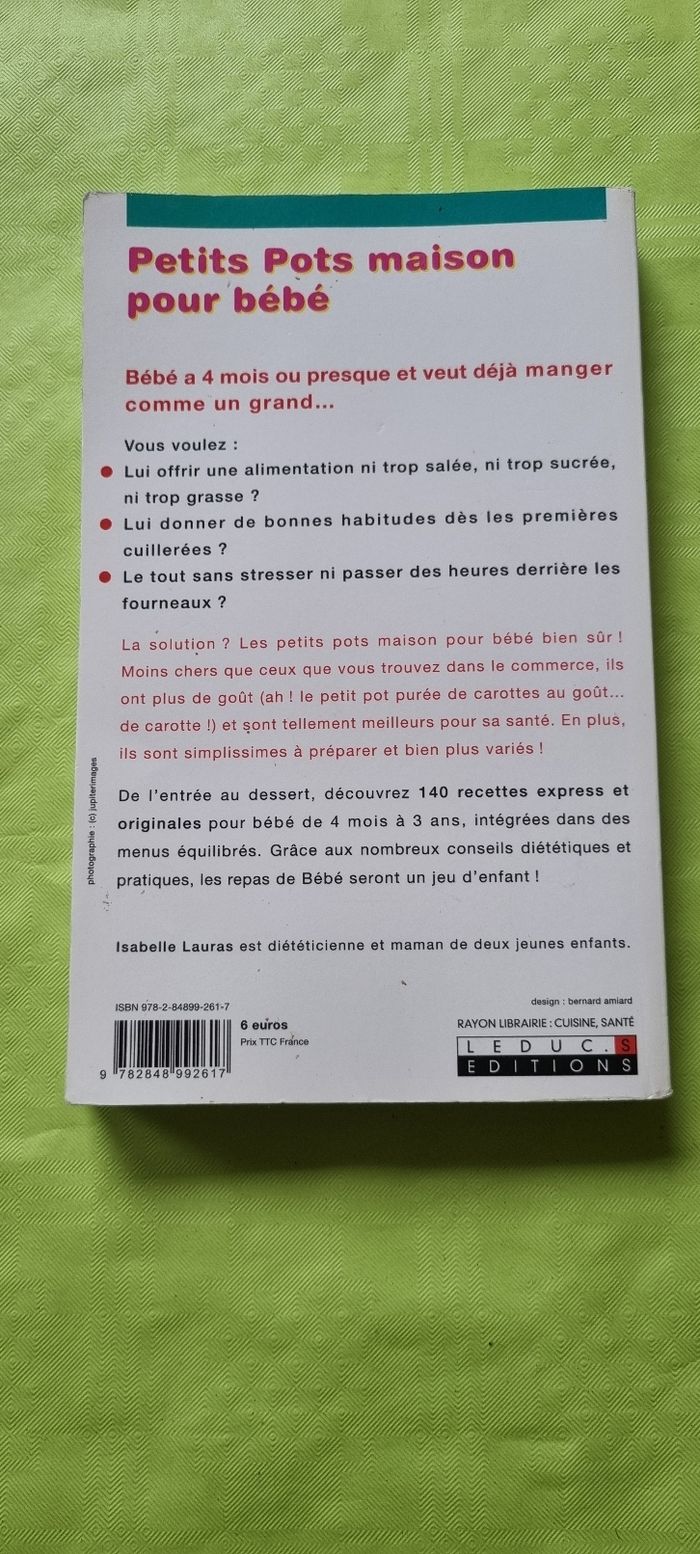 Petits Pots maison
pour bébé
Bébé a 4 mois ou presque et veut déjà manger
comme un grand...
Vous voulez :
● Lui offrir une alimentation ni trop salée, ni trop sucrée,
ni trop grasse ?
● Lui donner de bonnes habitudes dès les premières
cuillerées ?
● Le tout sans stresser ni passer des heures derrière les
fourneaux ?
La solution ? Les petits pots maison pour bébé bien sûr !
Moins chers que ceux que vous trouvez dans le commerce, ils
ont plus de goût (ah ! le petit pot purée de carottes au goût...
de carotte !) et sont tellement meilleurs pour sa santé. En plus,
ils sont simplissimes à préparer et bien plus variés !
De l'entrée au dessert, découvrez 140 recettes express et
originales pour bébé de 4 mois à 3 ans, intégrées dans des
menus équilibrés. Grâce aux nombreux conseils diététiques et
pratiques, les repas de Bébé seront un jeu d'enfant !
photographie : (c) jupiterimages
Isabelle Lauras est diététicienne et maman de deux jeunes enfants.
ISBN 978-2-84899-261-7
9 782848 992617
6 euros
Prix TTC France
design : bernard amiard
RAYON LIBRAIRIE : CUISINE, SANTÉ
LEDUC.S
EDITIONS